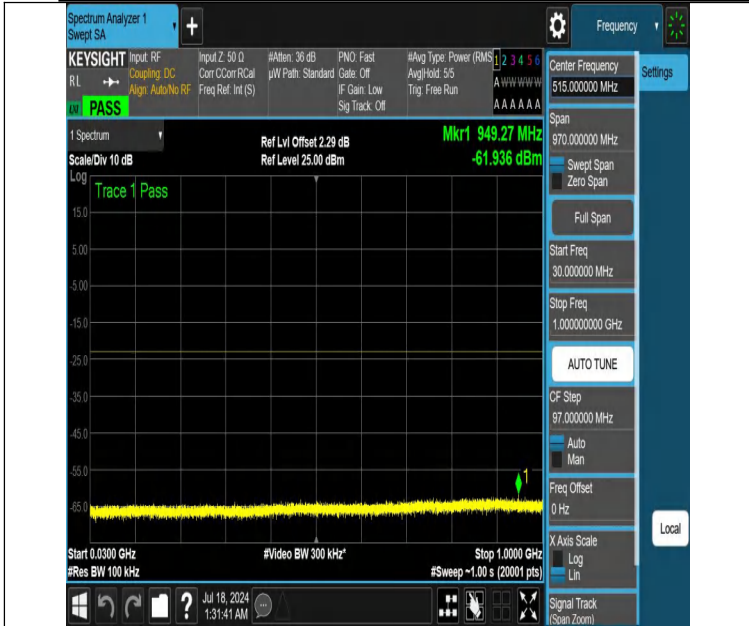 Spectrum Analyzer 1
Swept SA
+
Frequency
KEYSIGHT
RL
PASS
Input: RF
Coupling: DC
Align: Auto/No RF
Input Z: 50 Ω
Corr CCorr RCal
Freq Ref: Int (S)
#Atten: 36 dB
µW Path: Standard
PNO: Fast
Gate: Off
IF Gain: Low
Sig Track: Off
#Avg Type: Power (RMS
Avg|Hold: 5/5
Trig: Free Run
1 2 3 4 5 6
A W W W W W
A A A A A A
1 Spectrum
Scale/Div 10 dB
Ref Lvl Offset 2.29 dB
Ref Level 25.00 dBm
Mkr1 949.27 MHz
-61.936 dBm
Log
Trace 1 Pass
15.0
5.00
-5.00
-15.0
-25.0
-35.0
-45.0
-55.0
-65.0
1
Start 0.0300 GHz
#Res BW 100 kHz
#Video BW 300 kHz*
Stop 1.0000 GHz
#Sweep ~1.00 s (20001 pts)
?
Jul 18, 2024
1:31:41 AM
Center Frequency
515.000000 MHz
Settings
Span
970.000000 MHz
Swept Span
Zero Span
Full Span
Start Freq
30.000000 MHz
Stop Freq
1.000000000 GHz
AUTO TUNE
CF Step
97.000000 MHz
Auto
Man
Freq Offset
0 Hz
X Axis Scale
Log
Lin
Local
Signal Track
(Span Zoom)